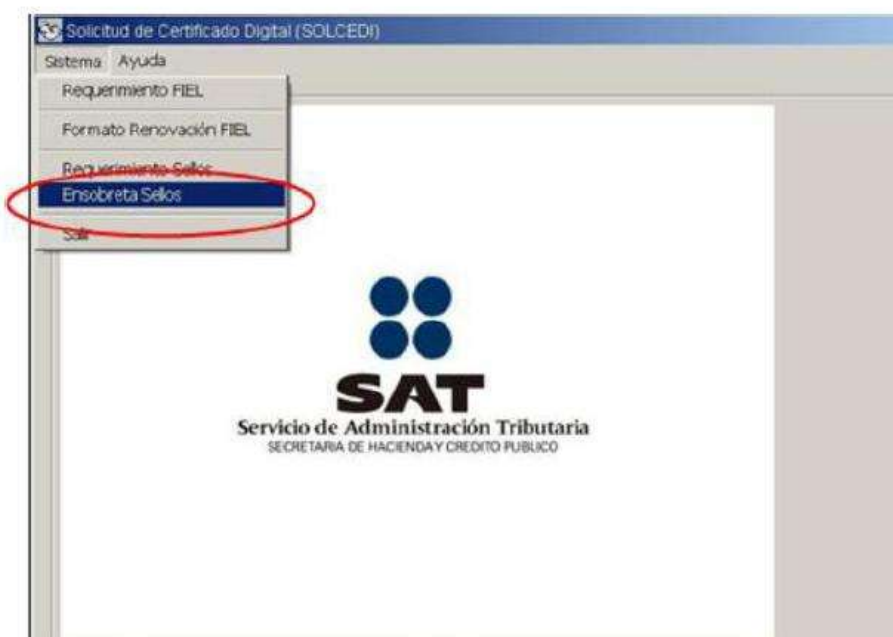 Solicitud de Certificado Digital (SOLCEDI)
Sistema Ayuda
Requerimiento FIEL
Formato Renovación FIEL
Requerimiento Sellos
Ensobreta Sellos
Salir
SAT
Servicio de Administración Tributaria
SECRETARIA DE HACIENDA Y CREDITO PUBLICO